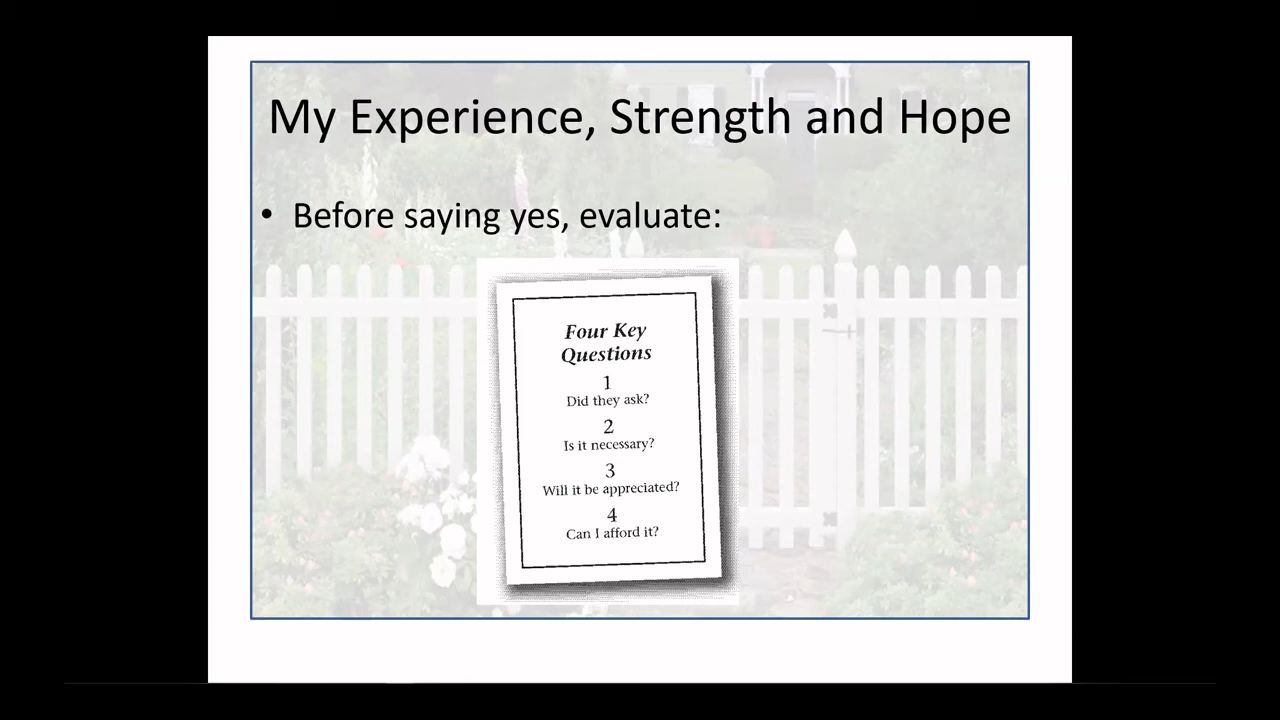 My Experience, Strength and Hope
• Before saying yes, evaluate:
Four Key
Questions
1
Did they ask?
2
Is it necessary?
3
Will it be appreciated?
4
Can I afford it?